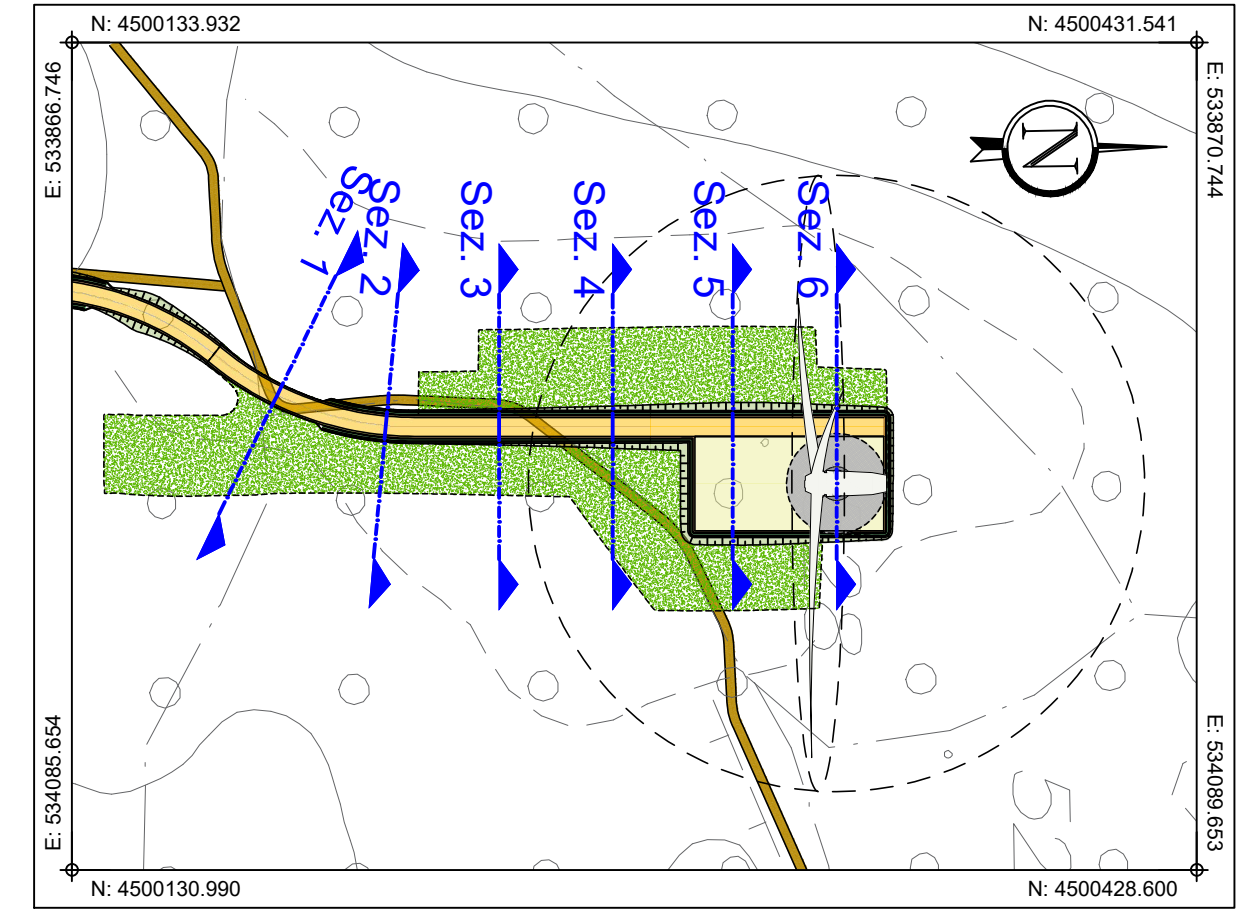 N: 4500133.932
N: 4500431.541
E: 533866.746
E: 533870.744
N
Sez. 1
Sez. 2
Sez. 3
Sez. 4
Sez. 5
Sez. 6
E: 534085.654
E: 534089.653
N: 4500130.990
N: 4500428.600